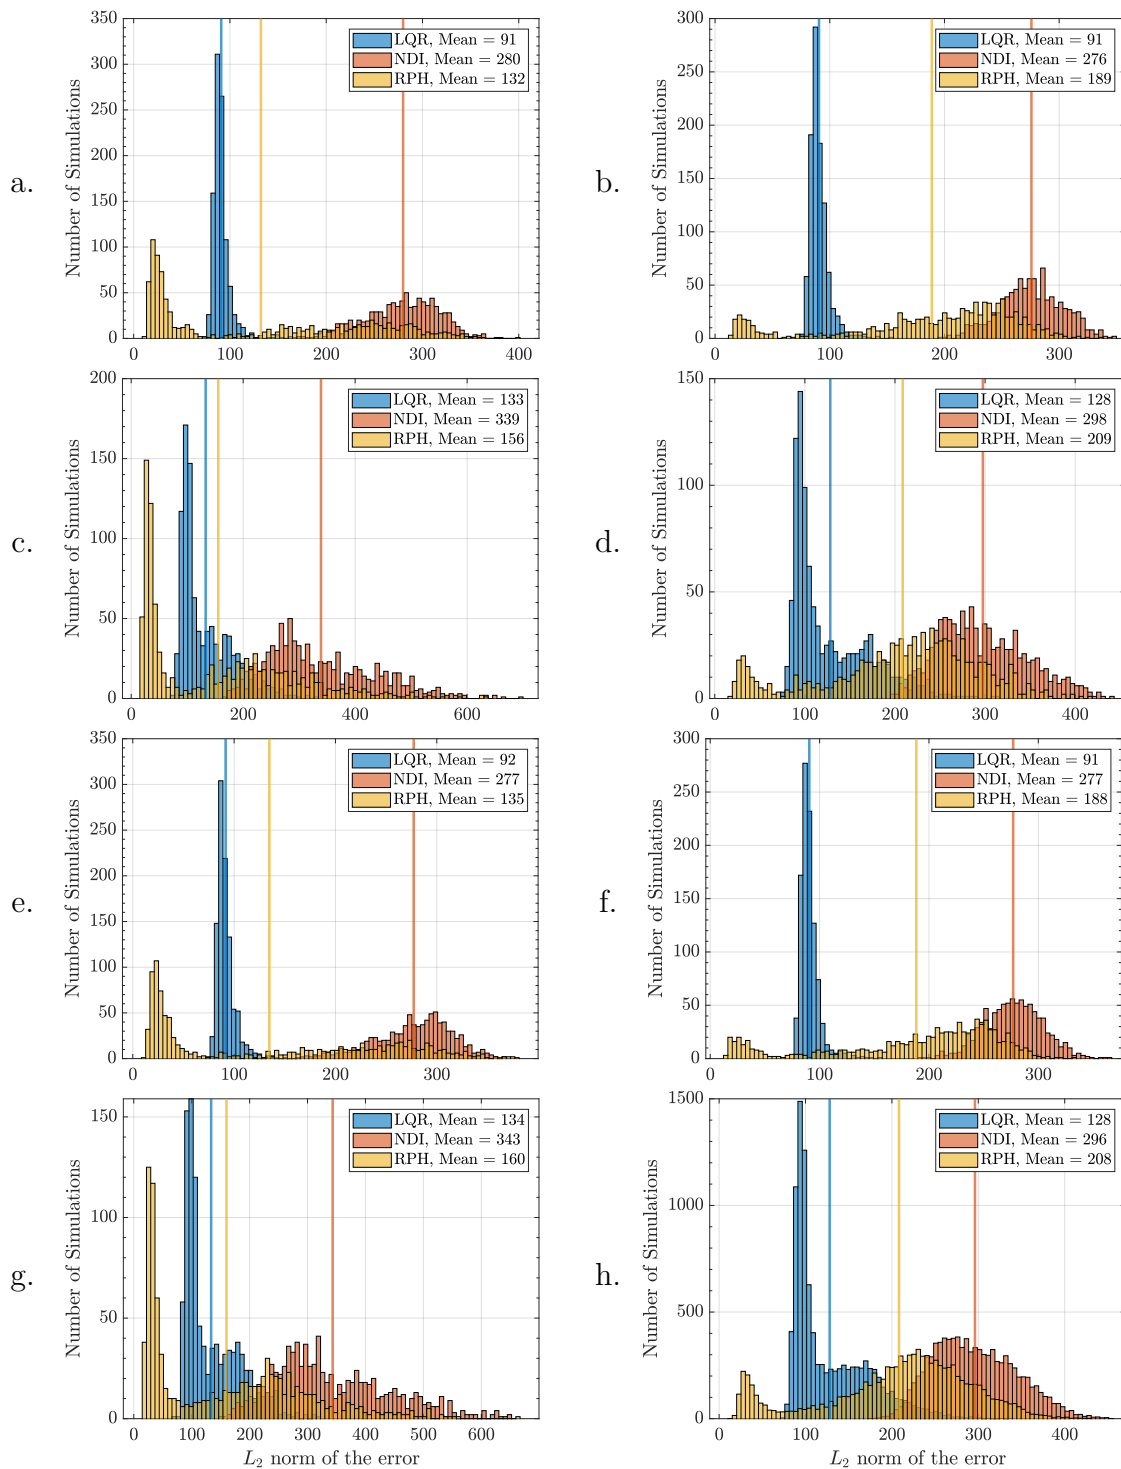 a.
Number of Simulations
350
300
250
200
150
100
50
0
0 100 200 300 400
LQR, Mean = 91
NDI, Mean = 280
RPH, Mean = 132
b.
Number of Simulations
300
250
200
150
100
50
0
0 100 200 300
LQR, Mean = 91
NDI, Mean = 276
RPH, Mean = 189
c.
Number of Simulations
200
150
100
50
0
0 200 400 600
LQR, Mean = 133
NDI, Mean = 339
RPH, Mean = 156
d.
Number of Simulations
150
100
50
0
0 100 200 300 400
LQR, Mean = 128
NDI, Mean = 298
RPH, Mean = 209
e.
Number of Simulations
350
300
250
200
150
100
50
0
0 100 200 300
LQR, Mean = 92
NDI, Mean = 277
RPH, Mean = 135
f.
Number of Simulations
300
250
200
150
100
50
0
0 100 200 300
LQR, Mean = 91
NDI, Mean = 277
RPH, Mean = 188
g.
Number of Simulations
150
100
50
0
0 100 200 300 400 500 600
LQR, Mean = 134
NDI, Mean = 343
RPH, Mean = 160
L₂ norm of the error
h.
Number of Simulations
1500
1000
500
0
0 100 200 300 400
LQR, Mean = 128
NDI, Mean = 296
RPH, Mean = 208
L₂ norm of the error